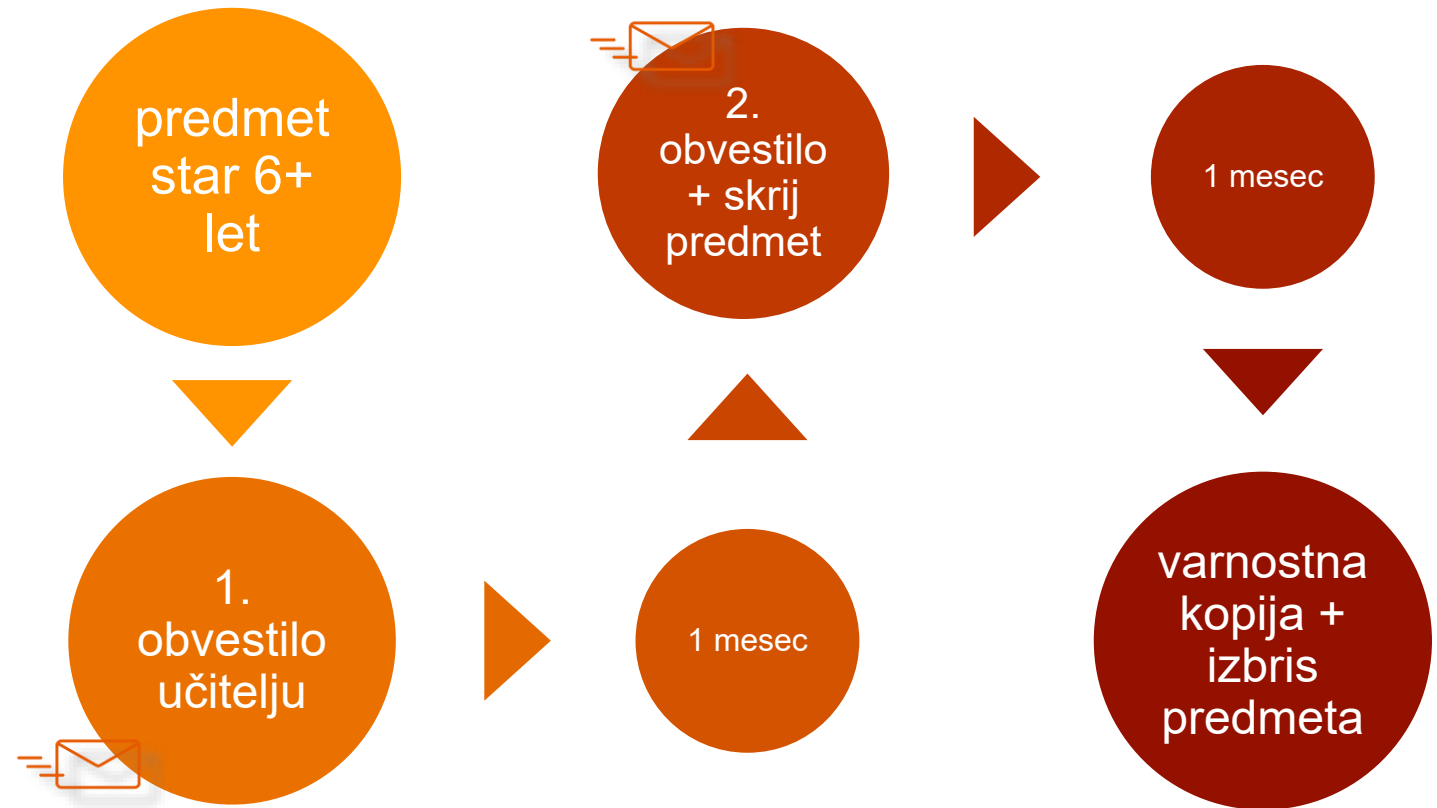 predmet
star 6+
let
1.
obvestilo
učitelju
1 mesec
2.
obvestilo
+ skrij
predmet
1 mesec
varnostna
kopija +
izbris
predmeta